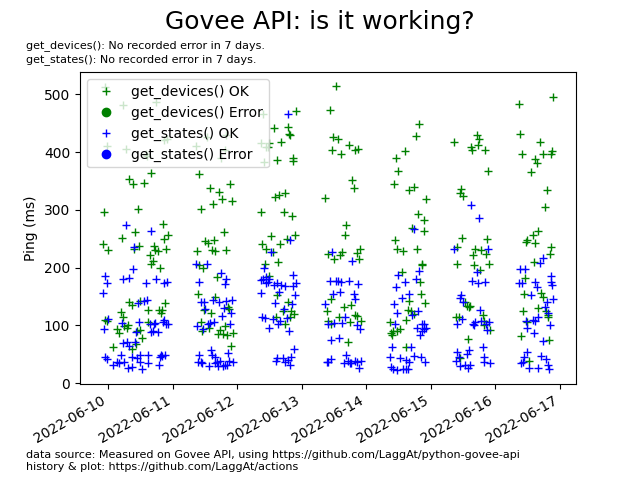 Govee API: is it working?
get_devices(): No recorded error in 7 days.
get_states(): No recorded error in 7 days.
get_devices() OK
get_devices() Error
get_states() OK
get_states() Error
Ping (ms)
500
400
300
200
100
0
2022-06-10
2022-06-11
2022-06-12
2022-06-13
2022-06-14
2022-06-15
2022-06-16
2022-06-17
data source: Measured on Govee API, using https://github.com/LaggAt/python-govee-api
history & plot: https://github.com/LaggAt/actions